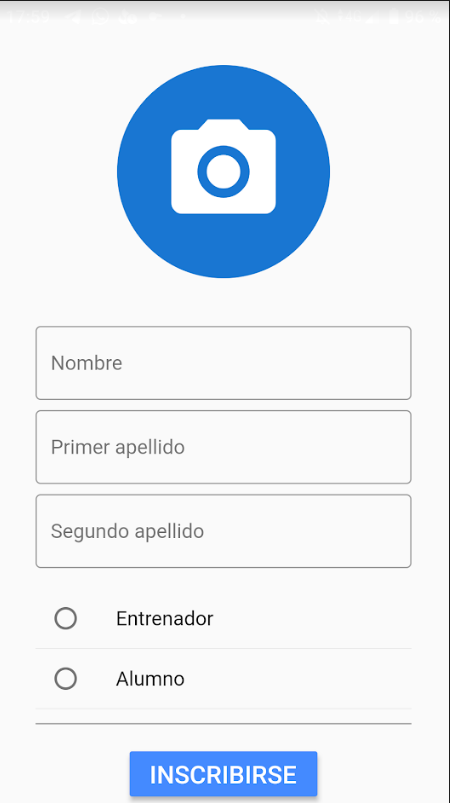 Nombre
Primer apellido
Segundo apellido
Entrenador
Alumno
INSCRIBIRSE